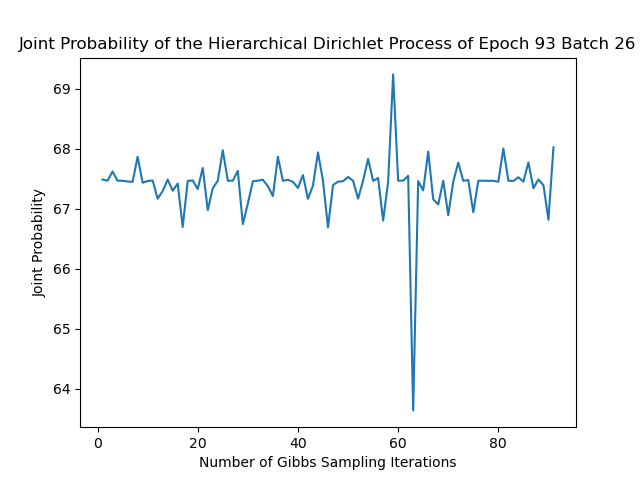 Joint Probability of the Hierarchical Dirichlet Process of Epoch 93 Batch 26
69
68
67
66
65
64
Joint Probability
0 20 40 60 80
Number of Gibbs Sampling Iterations